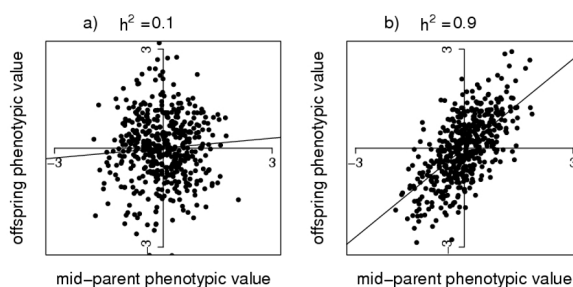 a) h² =0.1
b) h² =0.9
offspring phenotypic value
3
−3
3
−3
mid−parent phenotypic value
offspring phenotypic value
3
−3
3
−3
mid−parent phenotypic value